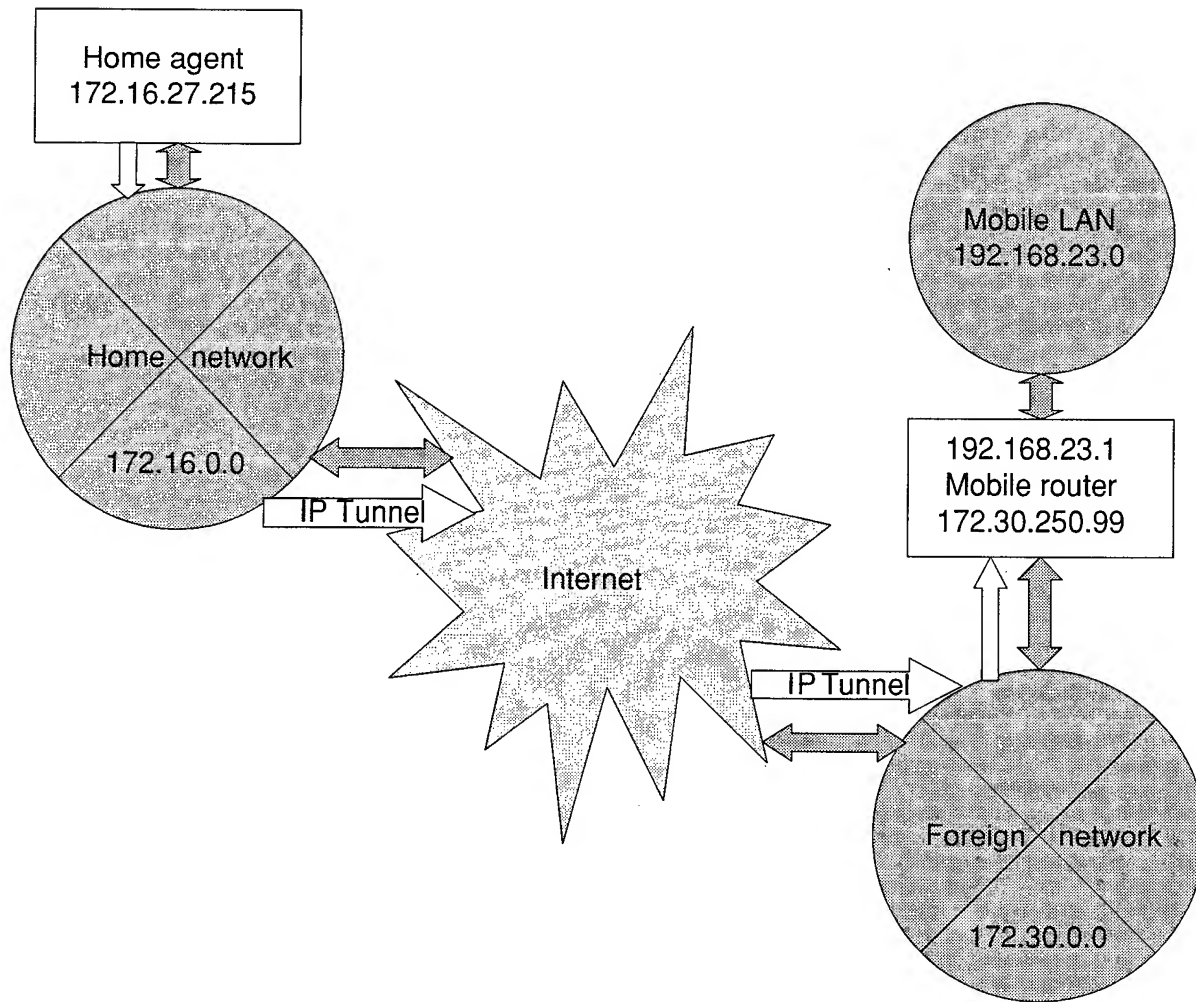 Home agent
172.16.27.215
Home network
172.16.0.0
IP Tunnel
Internet
Mobile LAN
192.168.23.0
192.168.23.1
Mobile router
172.30.250.99
IP Tunnel
Foreign network
172.30.0.0